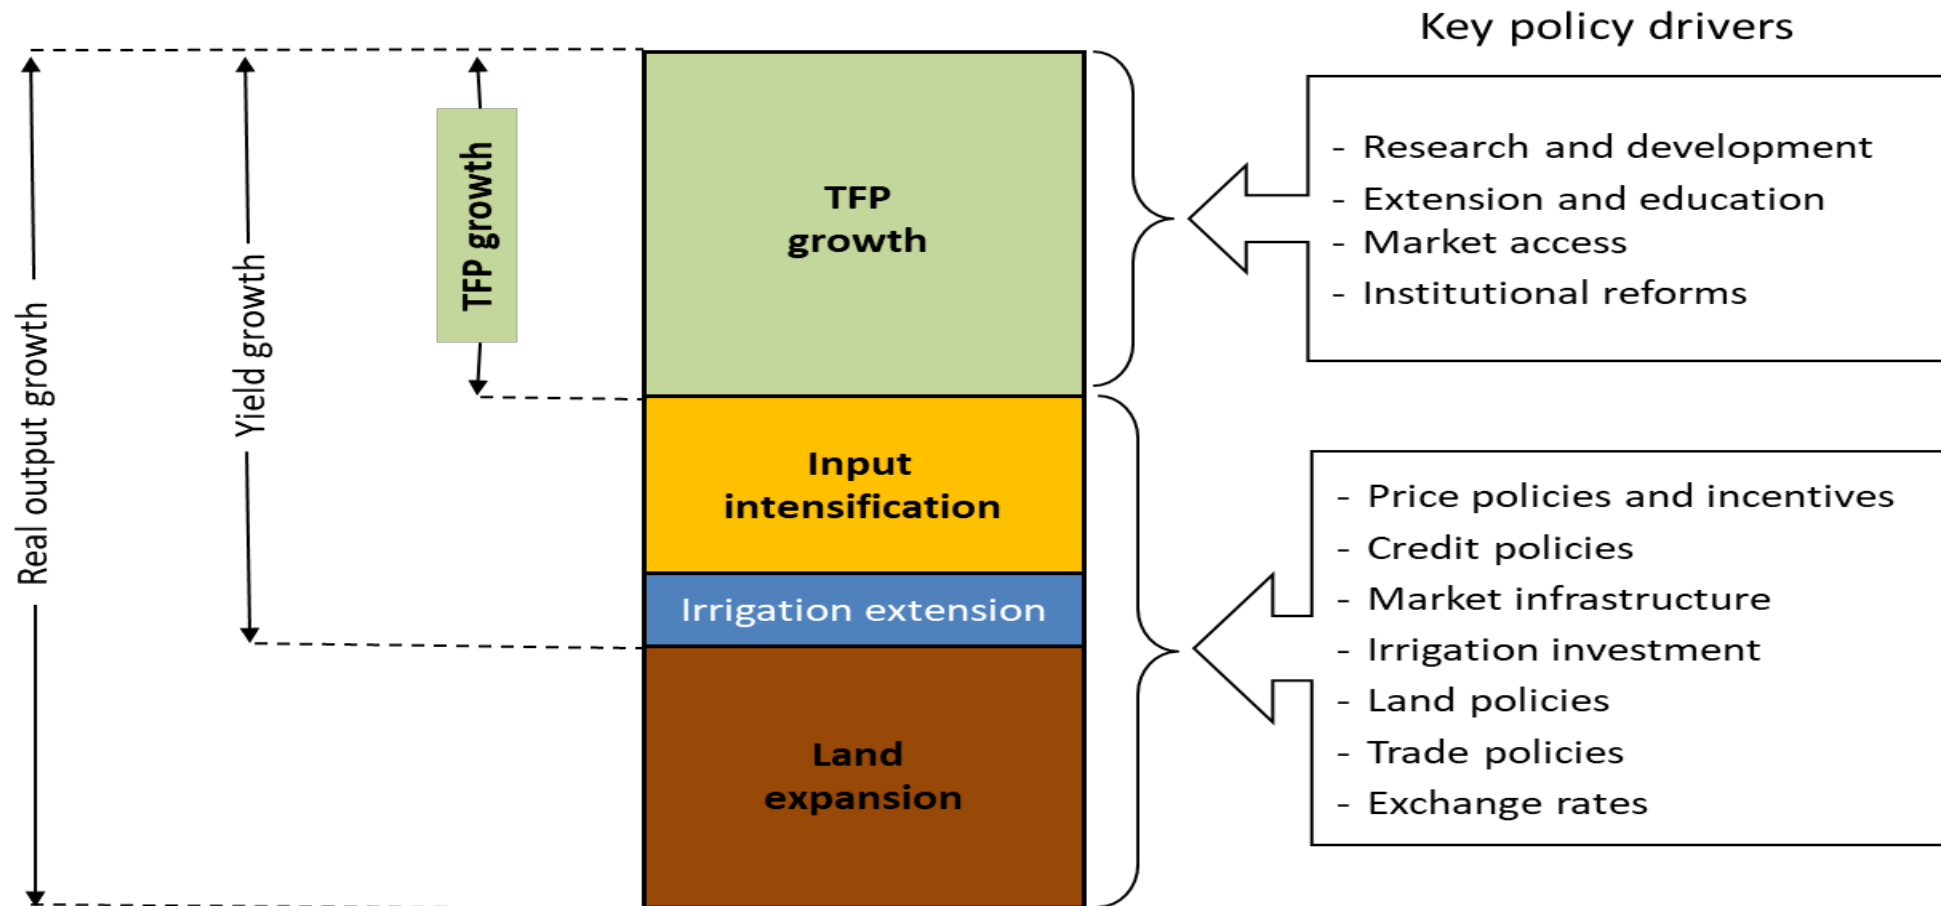 Key policy drivers
Real output growth
Yield growth
TFP growth
TFP
growth
Input
intensification
Irrigation extension
Land
expansion
- Research and development
- Extension and education
- Market access
- Institutional reforms
- Price policies and incentives
- Credit policies
- Market infrastructure
- Irrigation investment
- Land policies
- Trade policies
- Exchange rates